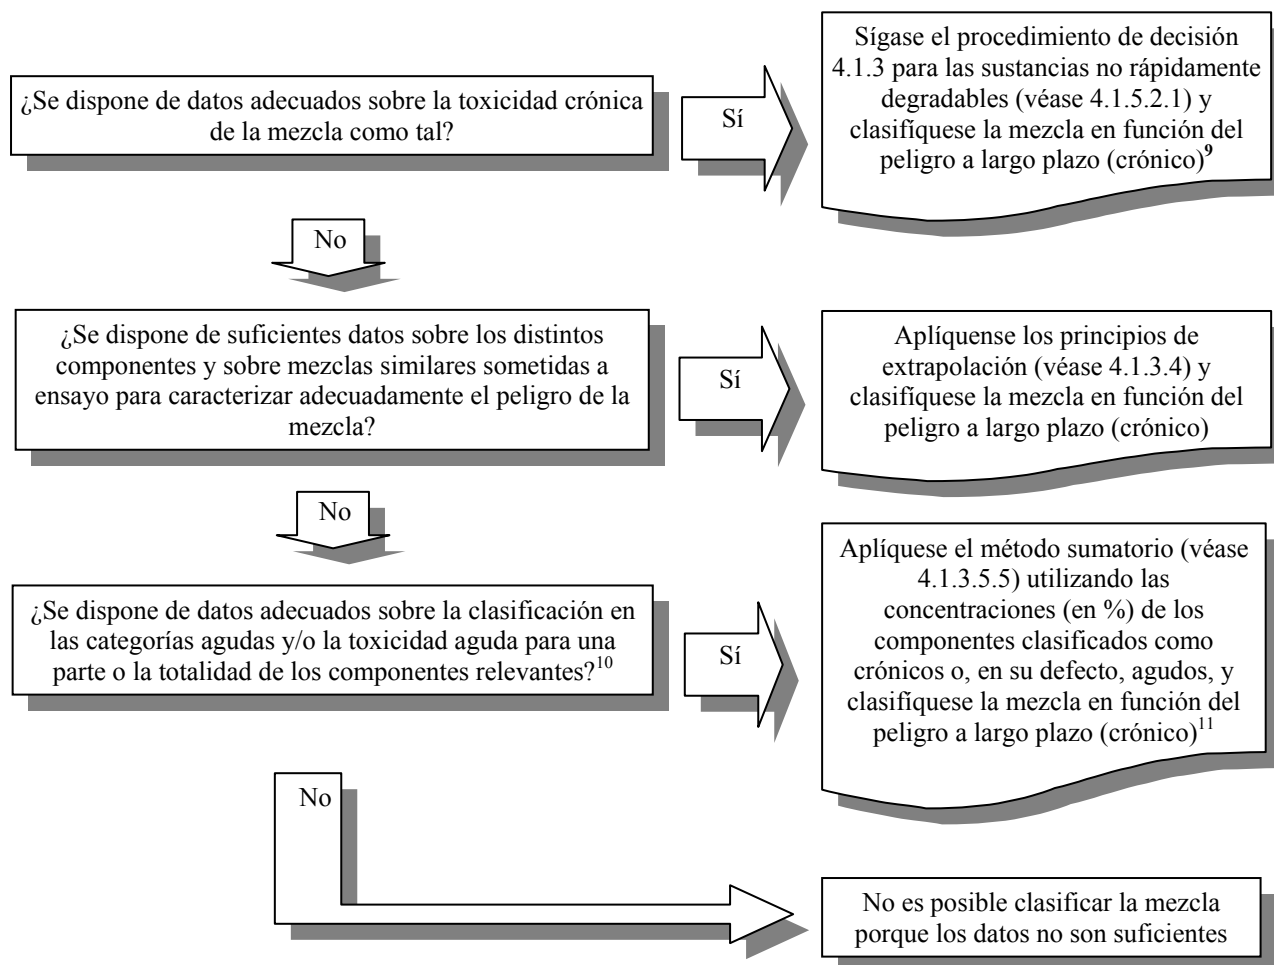 ¿Se dispone de datos adecuados sobre la toxicidad crónica
de la mezcla como tal?
Sí
Sígase el procedimiento de decisión
4.1.3 para las sustancias no rápidamente
degradables (véase 4.1.5.2.1) y
clasifíquese la mezcla en función del
peligro a largo plazo (crónico)⁹
No
¿Se dispone de suficientes datos sobre los distintos
componentes y sobre mezclas similares sometidas a
ensayo para caracterizar adecuadamente el peligro de la
mezcla?
Sí
Aplíquense los principios de
extrapolación (véase 4.1.3.4) y
clasifíquese la mezcla en función del
peligro a largo plazo (crónico)
No
¿Se dispone de datos adecuados sobre la clasificación en
las categorías agudas y/o la toxicidad aguda para una
parte o la totalidad de los componentes relevantes?¹⁰
Sí
Aplíquese el método sumatorio (véase
4.1.3.5.5) utilizando las
concentraciones (en %) de los
componentes clasificados como
crónicos o, en su defecto, agudos, y
clasifíquese la mezcla en función del
peligro a largo plazo (crónico)¹¹
No
No es posible clasificar la mezcla
porque los datos no son suficientes